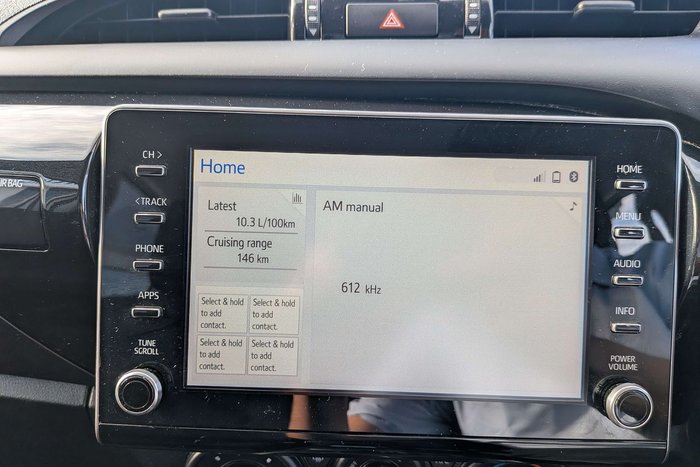 CH >
Home
HOME
AIR BAG
Latest
10.3 L/100km
AM manual
<TRACK
MENU
Cruising range
146 km
PHONE
AUDIO
612 kHz
APPS
Select & hold
to add
contact.
Select & hold
to add
contact.
INFO
TUNE
SCROLL
Select & hold
to add
contact.
Select & hold
to add
contact.
POWER
VOLUME